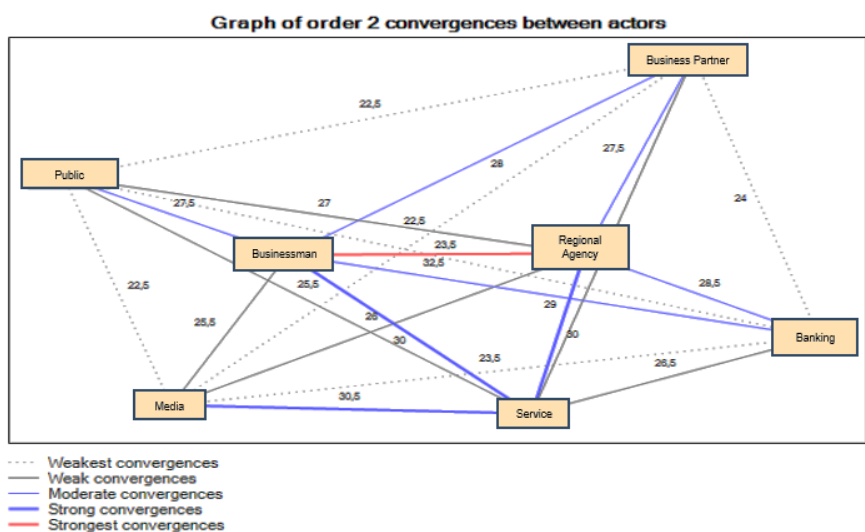 Graph of order 2 convergences between actors
Business Partner
22,5
28
27,5
Public
27,5
27
22,5
24
Businessman
23,5
32,5
Regional
Agency
22,5
25,5
28,5
29
25,5
26
30
30
Banking
23,5
26,5
Media
30,5
Service
Weakest convergences
Weak convergences
Moderate convergences
Strong convergences
Strongest convergences